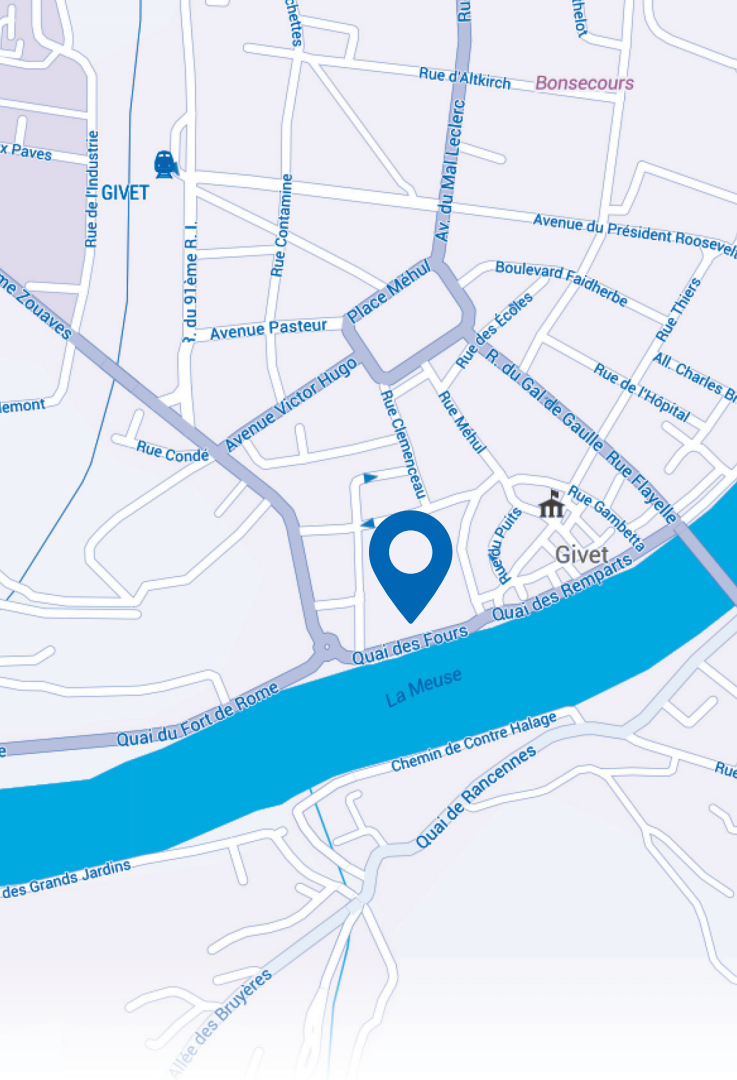 Rue d'Altkirch
Bonsecours
x Paves
Rue de l'Industrie
GIVET
Av. du Mal Leclerc
Rue Contamine
R. du 91ème R. I.
Avenue du Président Roosevelt
Place Méhul
Boulevard Faidherbe
Rue Thiers
me Zouaves
Avenue Pasteur
Rue des Écoles
R. du Gal de Gaulle
All. Charles Br
Rue de l'Hôpital
Avenue Victor Hugo
Rue Clemenceau
Rue Méhul
lemont
Rue Condé
Rue Flayelle
Rue Gambetta
Rue du Puits
Givet
Quai des Remparts
Quai des Fours
La Meuse
Quai du Fort de Rome
Chemin de Contre Halage
Quai de Rancennes
Rue
des Grands Jardins
Allée des Bruyères